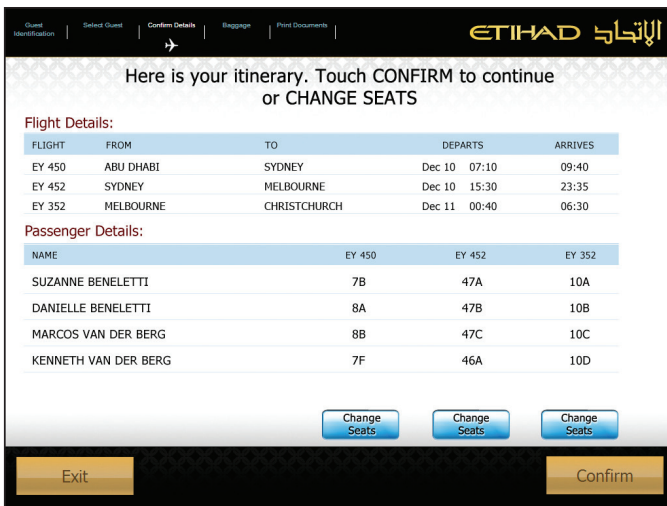 Guest Identification
Select Guest
Confirm Details
Baggage
Print Documents
ETIHAD الإتحاد
Here is your itinerary. Touch CONFIRM to continue
or CHANGE SEATS
Flight Details:
FLIGHT FROM TO DEPARTS ARRIVES
EY 450 ABU DHABI SYDNEY Dec 10 07:10 09:40
EY 452 SYDNEY MELBOURNE Dec 10 15:30 23:35
EY 352 MELBOURNE CHRISTCHURCH Dec 11 00:40 06:30
Passenger Details:
NAME EY 450 EY 452 EY 352
SUZANNE BENELETTI 7B 47A 10A
DANIELLE BENELETTI 8A 47B 10B
MARCOS VAN DER BERG 8B 47C 10C
KENNETH VAN DER BERG 7F 46A 10D
Change Seats
Change Seats
Change Seats
Exit
Confirm